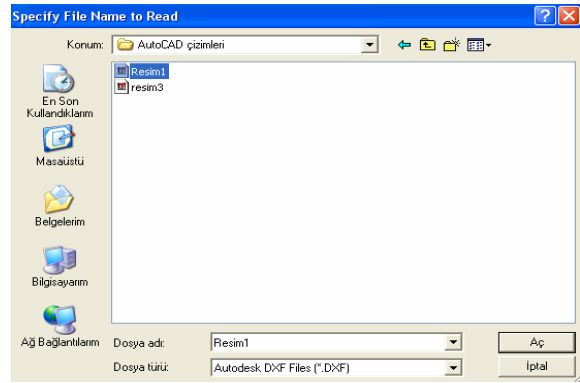 Specify File Name to Read
Konum: AutoCAD çizimleri
Resim1
resim3
En Son
Kullandıklarım
Masaüstü
Belgelerim
Bilgisayarım
Ağ Bağlantılarım
Dosya adı: Resim1 Aç
Dosya türü: Autodesk DXF Files (*.DXF) İptal